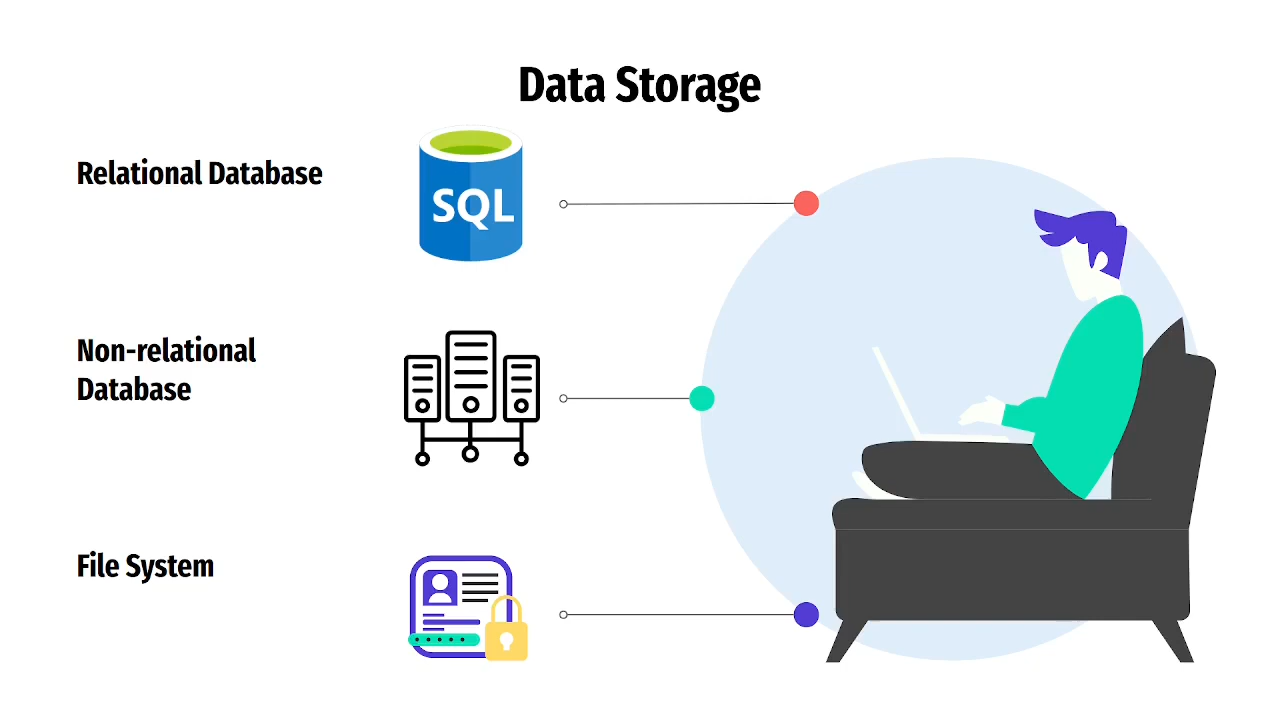 Data Storage
Relational Database
SQL
Non-relational
Database
File System